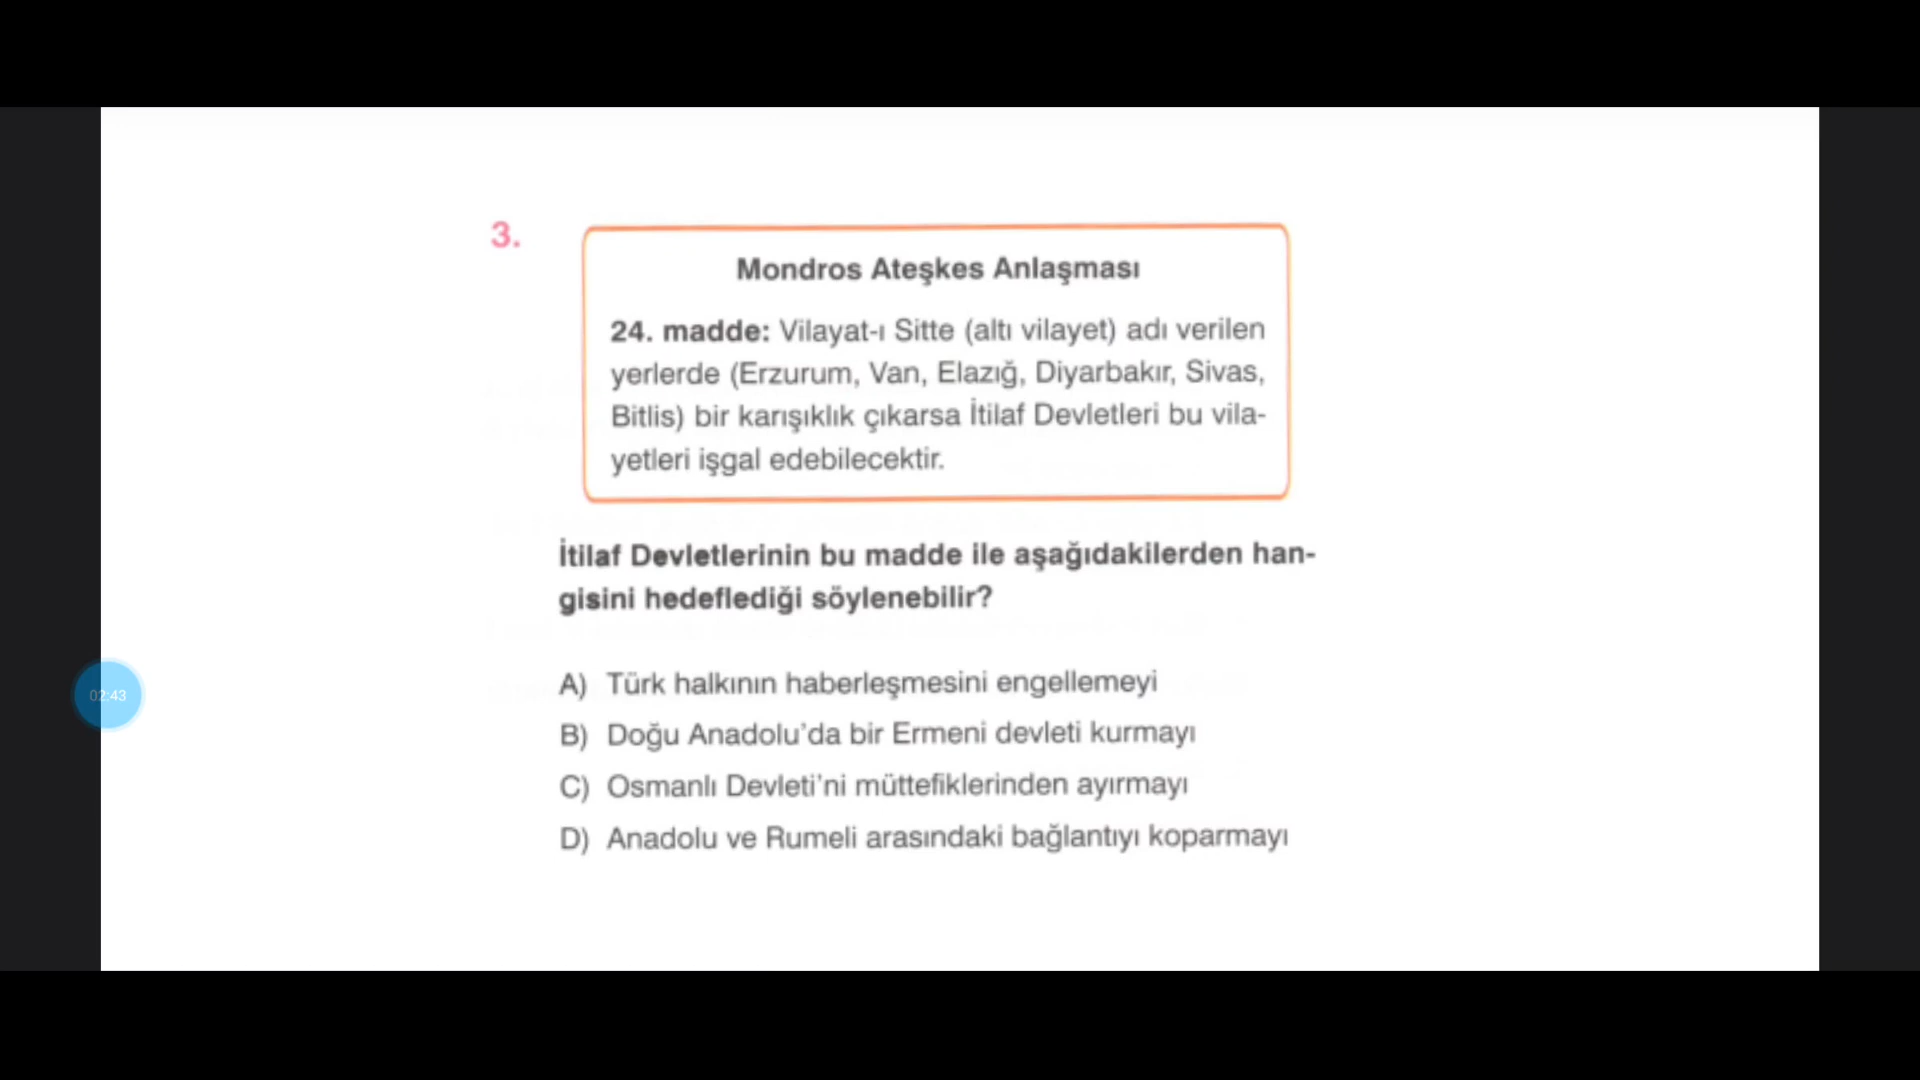 3.
Mondros Ateşkes Anlaşması
24. madde: Vilayat-ı Sitte (altı vilayet) adı verilen
yerlerde (Erzurum, Van, Elazığ, Diyarbakır, Sivas,
Bitlis) bir karışıklık çıkarsa İtilaf Devletleri bu vila-
yetleri işgal edebilecektir.
İtilaf Devletlerinin bu madde ile aşağıdakilerden han-
gisini hedeflediği söylenebilir?
A) Türk halkının haberleşmesini engellemeyi
02:43
B) Doğu Anadolu'da bir Ermeni devleti kurmayı
C) Osmanlı Devleti'ni müttefiklerinden ayırmayı
D) Anadolu ve Rumeli arasındaki bağlantıyı koparmayı